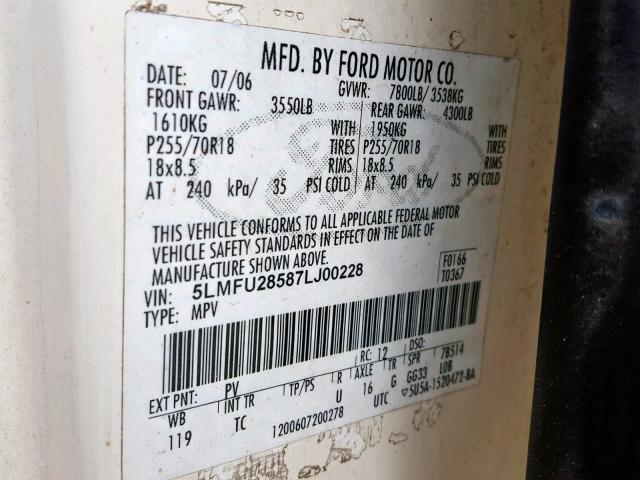 MFD. BY FORD MOTOR CO.
DATE: 07/06 GVWR: 7800LB/ 3538KG
FRONT GAWR: 3550LB REAR GAWR: 4300LB
1610KG WITH 1950KG WITH
P255/70R18 TIRES P255/70R18 TIRES
18x8.5 RIMS 18x8.5 RIMS
AT 240 kPa/ 35 PSI COLD AT 240 kPa/ 35 PSI COLD
THIS VEHICLE CONFORMS TO ALL APPLICABLE FEDERAL MOTOR
VEHICLE SAFETY STANDARDS IN EFFECT ON THE DATE OF
MANUFACTURE SHOWN ABOVE.
VIN: 5LMFU28587LJ00228 F0166
TYPE: MPV T0367
RC: 12 DSO:
EXT PNT: PV 78514
WB INT TR TP/PS R AXLE TR SPR
119 TC U 16 G GG33 LOB
1200607200278 UTC ▽5U5A-1520472-BA